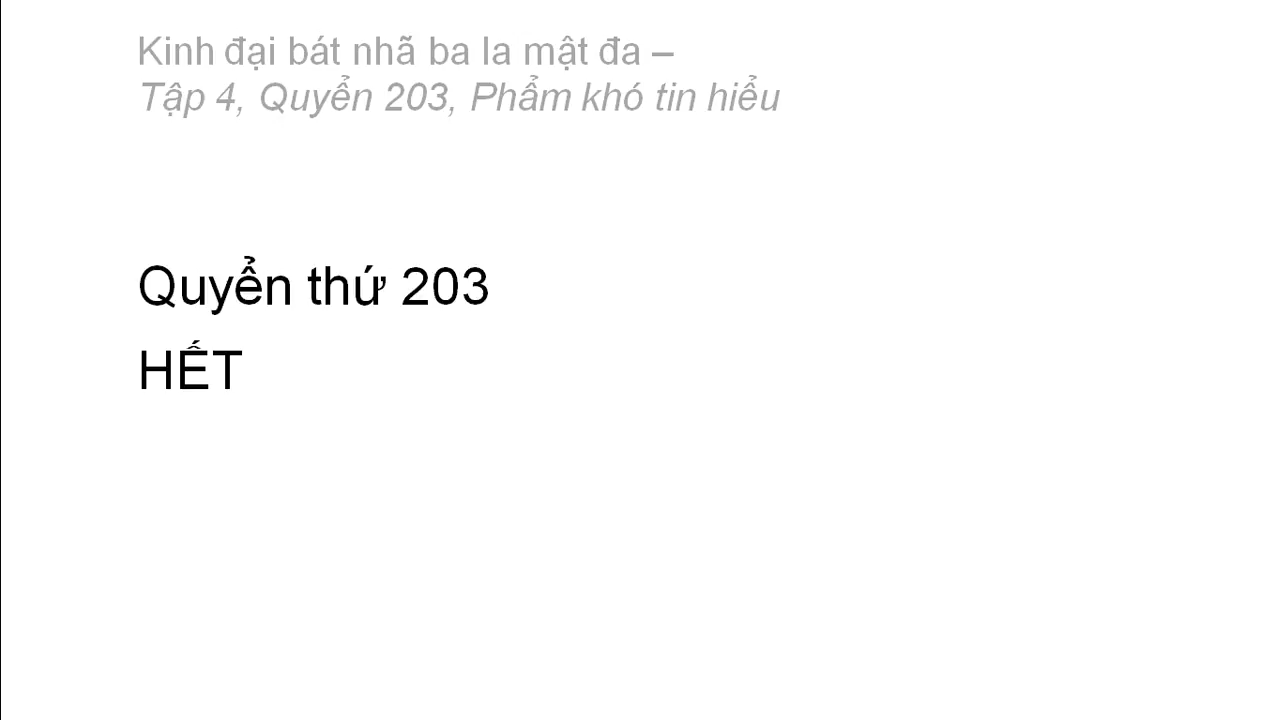 Kinh đại bát nhã ba la mật đa –
Tập 4, Quyển 203, Phẩm khó tin hiểu
Quyển thứ 203
HẾT